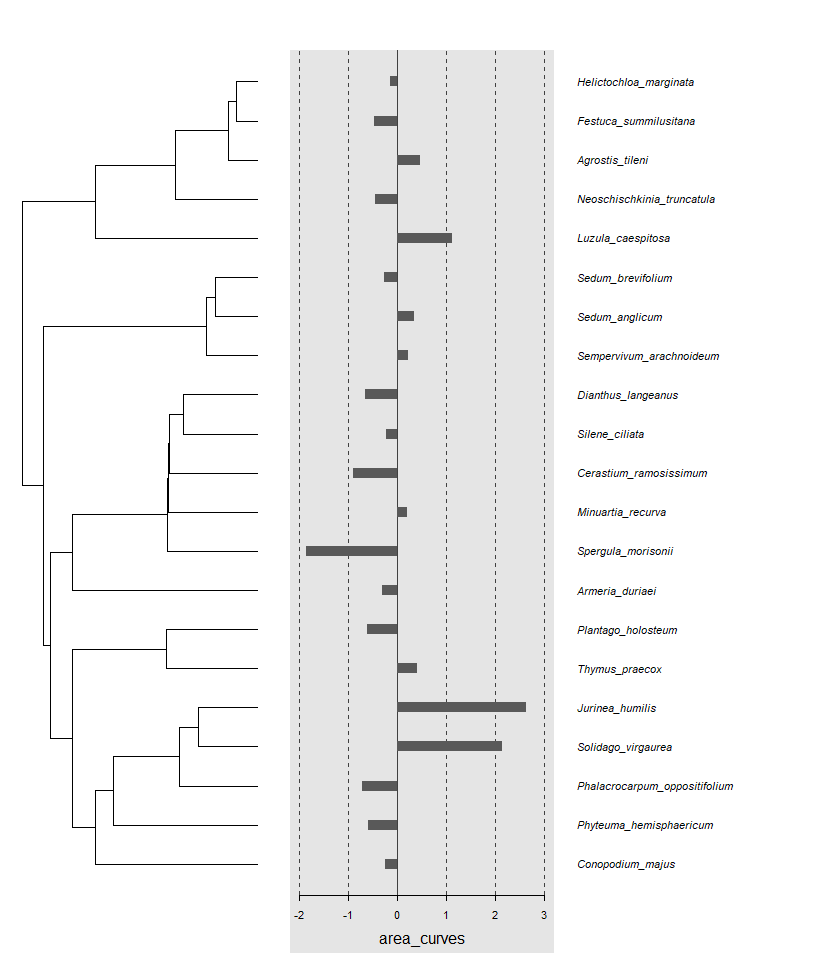 Helictochloa_marginata
Festuca_summilusitana
Agrostis_tileni
Neoschischkinia_truncatula
Luzula_caespitosa
Sedum_brevifolium
Sedum_anglicum
Sempervivum_arachnoideum
Dianthus_langeanus
Silene_ciliata
Cerastium_ramosissimum
Minuartia_recurva
Spergula_morisonii
Armeria_duriaei
Plantago_holosteum
Thymus_praecox
Jurinea_humilis
Solidago_virgaurea
Phalacrocarpum_oppositifolium
Phyteuma_hemisphaericum
Conopodium_majus
-2 -1 0 1 2 3
area_curves